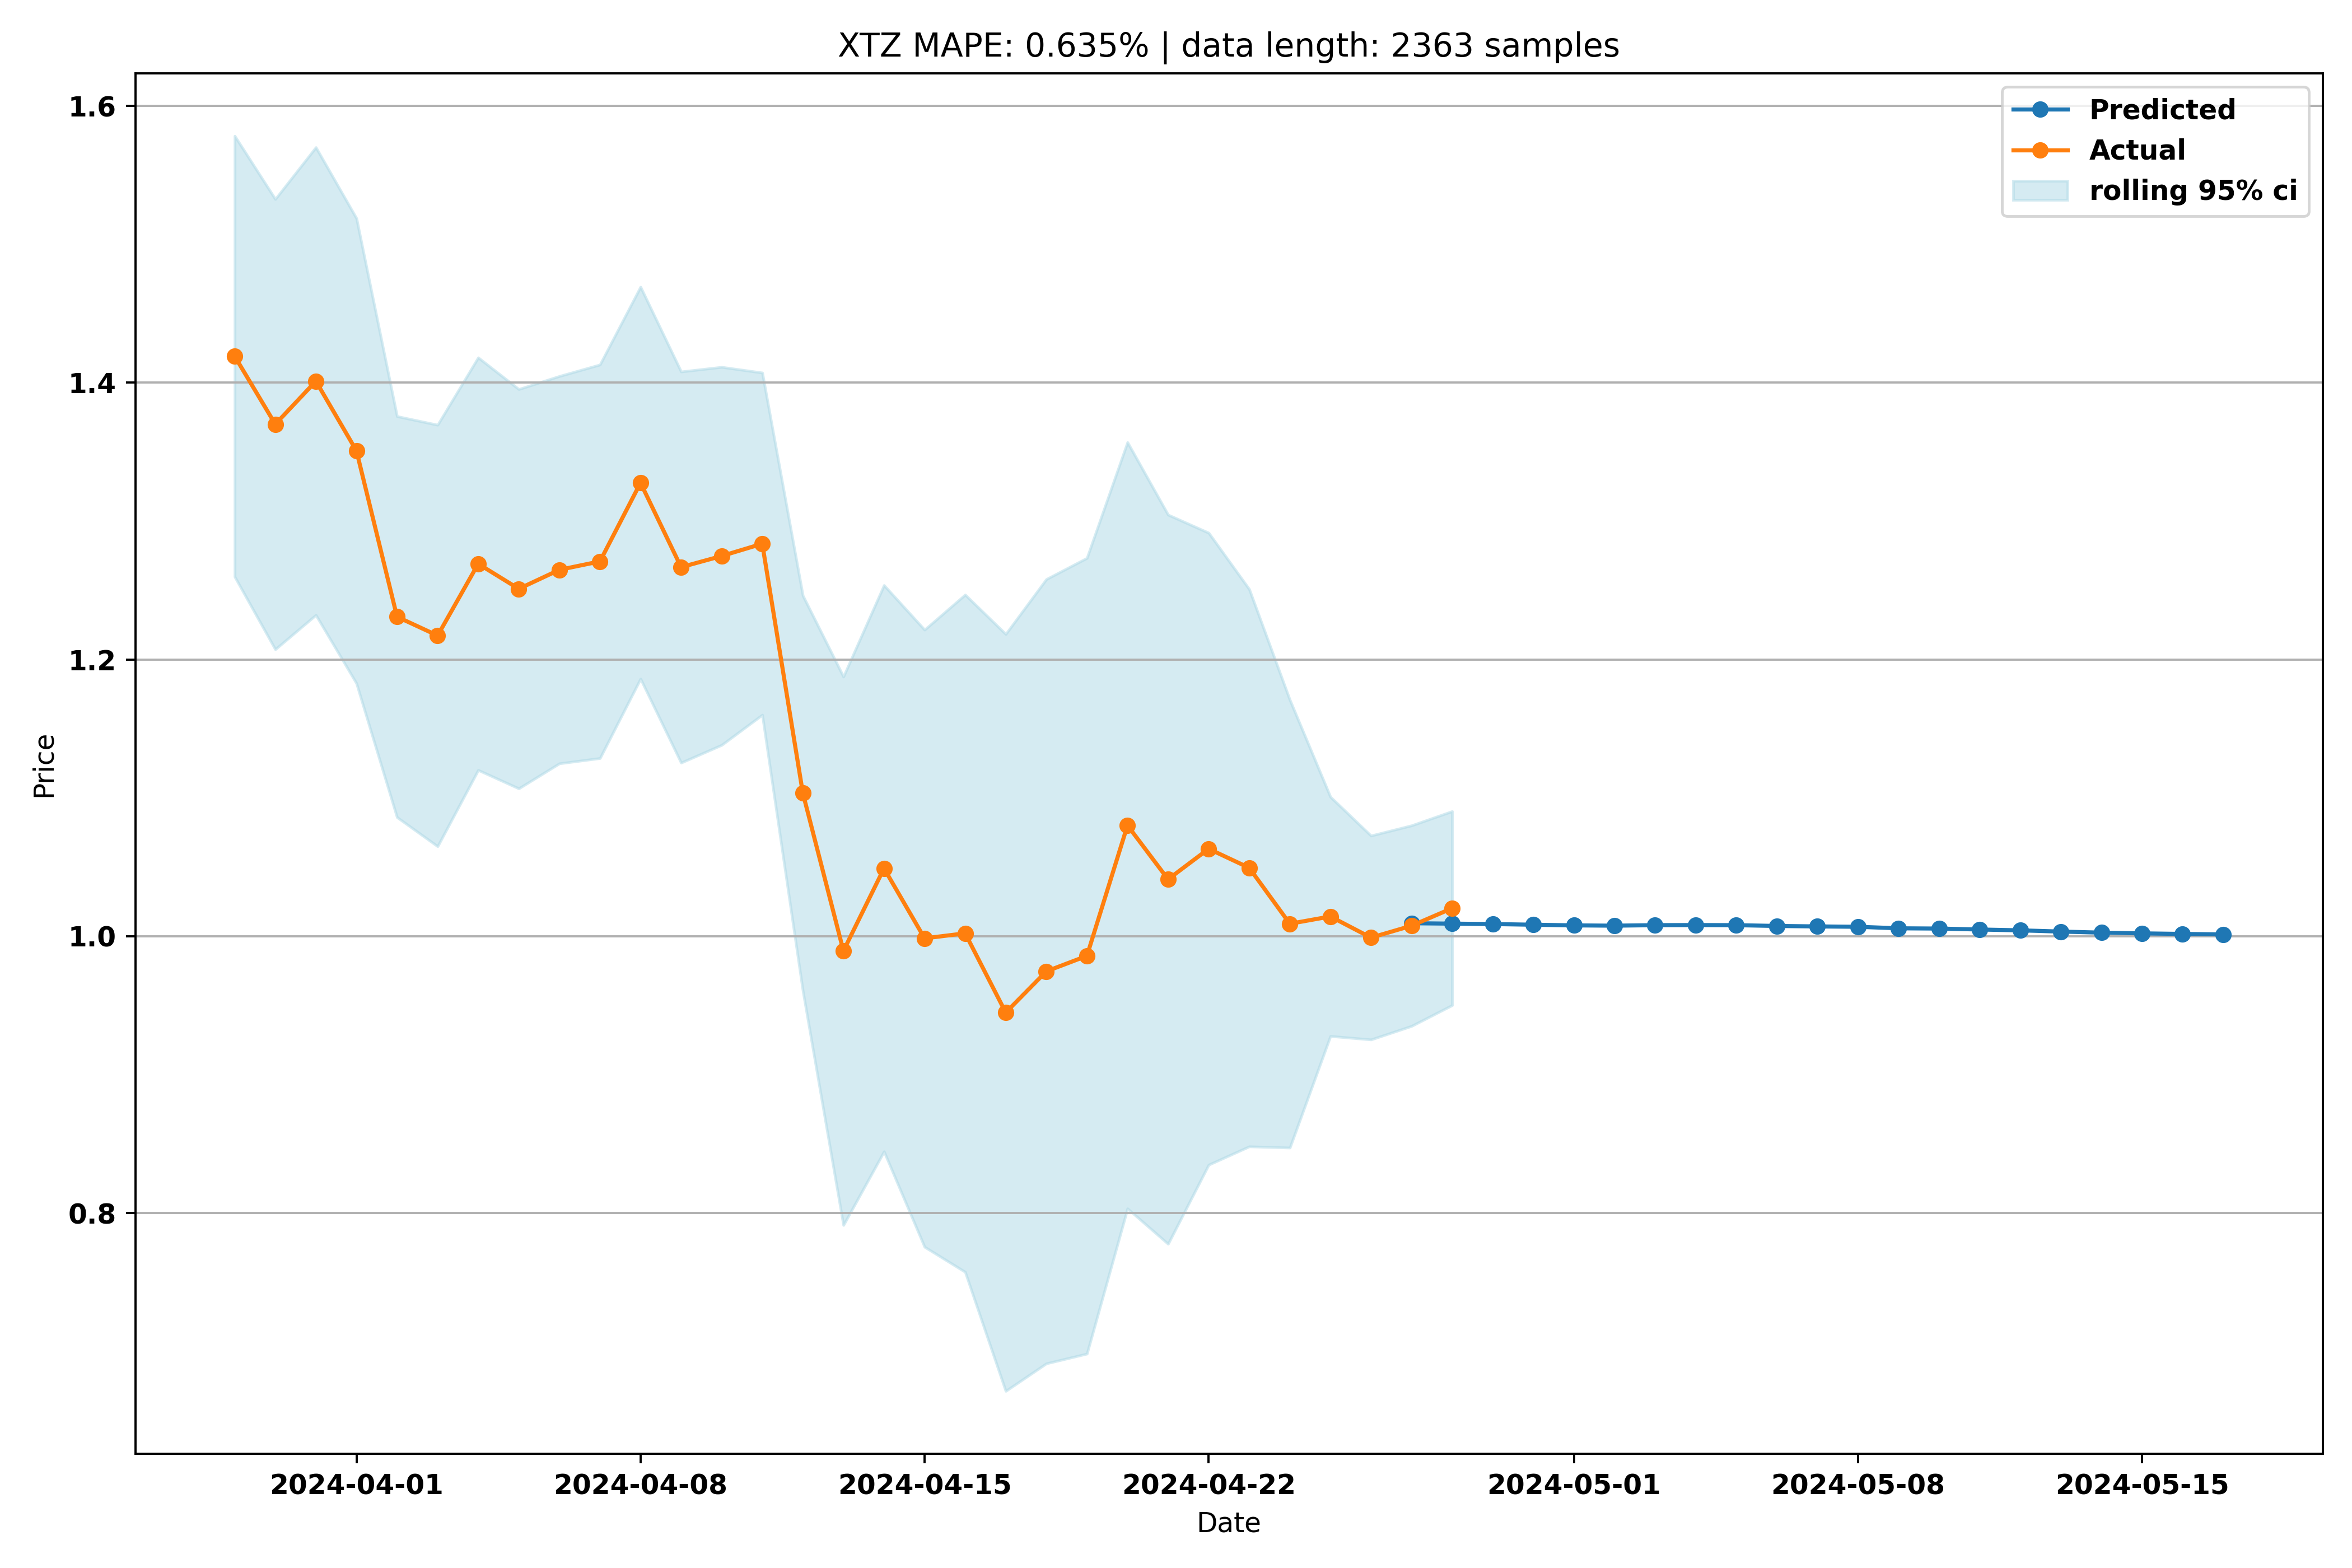 XTZ MAPE: 0.635% | data length: 2363 samples
Predicted
Actual
rolling 95% ci
1.6
1.4
1.2
1.0
0.8
Price
2024-04-01 2024-04-08 2024-04-15 2024-04-22 2024-05-01 2024-05-08 2024-05-15
Date